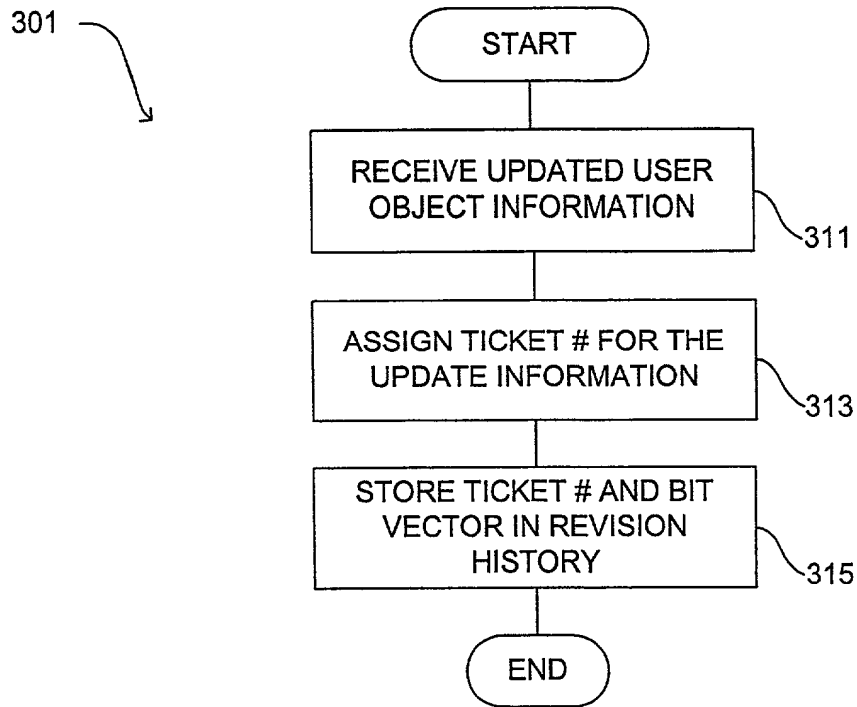 301
START
RECEIVE UPDATED USER
OBJECT INFORMATION
311
ASSIGN TICKET # FOR THE
UPDATE INFORMATION
313
STORE TICKET # AND BIT
VECTOR IN REVISION
HISTORY
315
END